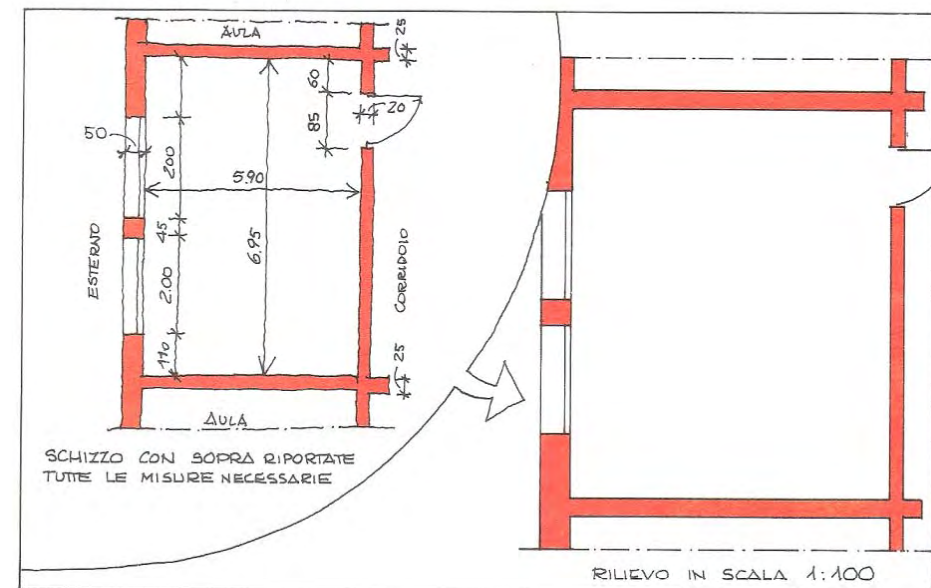 AULA
25
60
20
85
50
200
5.90
45
6.95
ESTERNO
CORRIDOIO
2.00
110
25
AULA
SCHIZZO CON SOPRA RIPORTATE
TUTTE LE MISURE NECESSARIE
RILIEVO IN SCALA 1:100